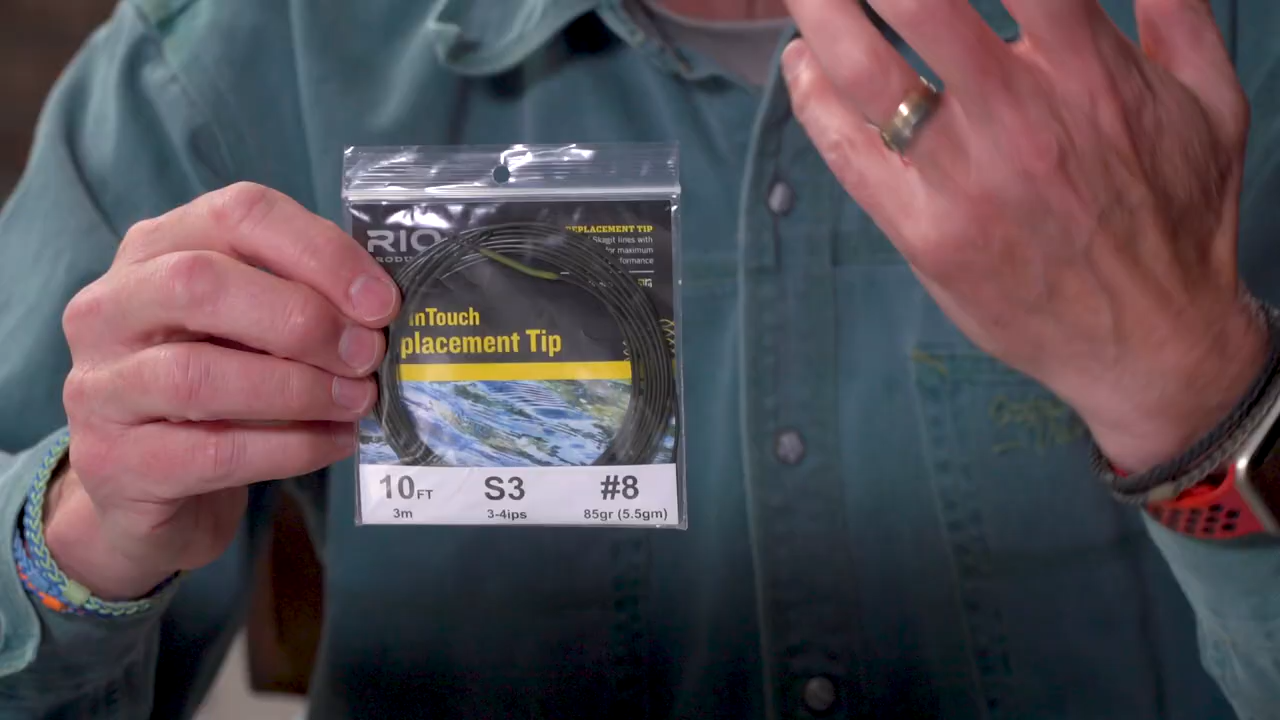 RIO
REPLACEMENT TIP
Skagit lines with
for maximum
InTouch
placement Tip
10FT S3 #8
3m 3-4ips 85gr (5.5gm)